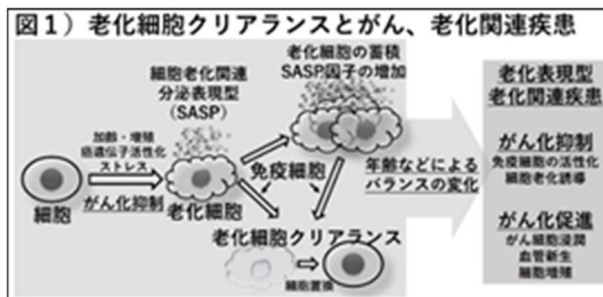 図1）老化細胞クリアランスとがん、老化関連疾患
細胞老化関連
分泌表現型
（SASP）
老化細胞の蓄積
SASP因子の増加
加齢・増殖
癌遺伝子活性化
ストレス
がん化抑制
細胞
老化細胞
免疫細胞
老化細胞クリアランス
細胞置換
年齢などによる
バランスの変化
老化表現型
老化関連疾患
がん化抑制
免疫細胞の活性化
細胞老化誘導
がん化促進
がん細胞浸潤
血管新生
細胞増殖